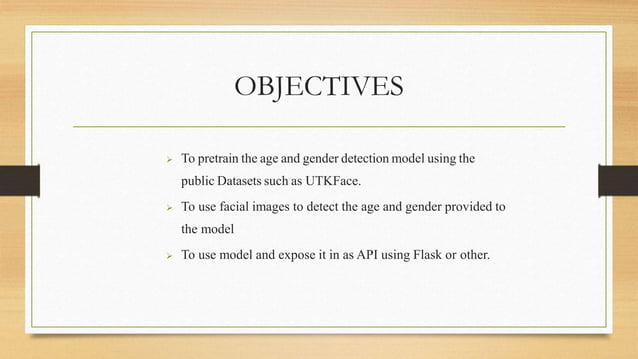 OBJECTIVES
➢ To pretrain the age and gender detection model using the
public Datasets such as UTKFace.
➢ To use facial images to detect the age and gender provided to
the model
➢ To use model and expose it in as API using Flask or other.